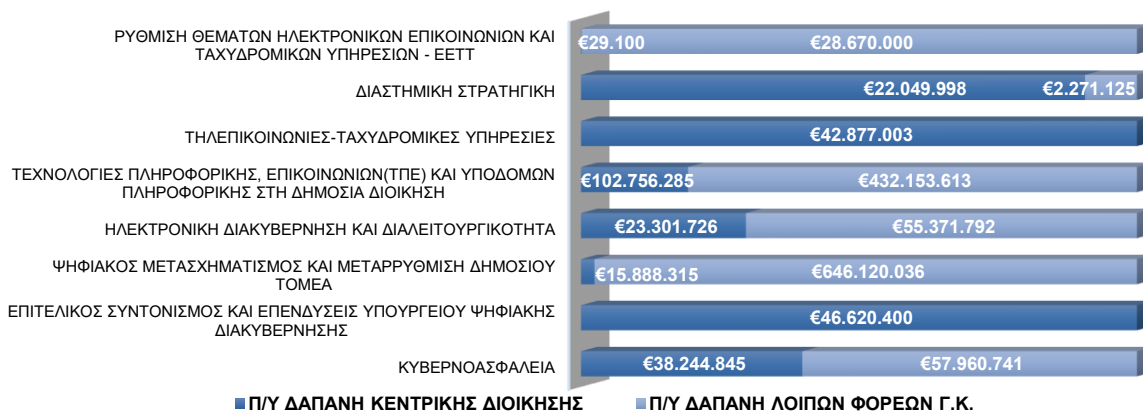 ΡΥΘΜΙΣΗ ΘΕΜΑΤΩΝ ΗΛΕΚΤΡΟΝΙΚΩΝ ΕΠΙΚΟΙΝΩΝΙΩΝ ΚΑΙ
ΤΑΧΥΔΡΟΜΙΚΩΝ ΥΠΗΡΕΣΙΩΝ - ΕΕΤΤ
€29.100 €28.670.000
ΔΙΑΣΤΗΜΙΚΗ ΣΤΡΑΤΗΓΙΚΗ
€22.049.998 €2.271.125
ΤΗΛΕΠΙΚΟΙΝΩΝΙΕΣ-ΤΑΧΥΔΡΟΜΙΚΕΣ ΥΠΗΡΕΣΙΕΣ
€42.877.003
ΤΕΧΝΟΛΟΓΙΕΣ ΠΛΗΡΟΦΟΡΙΚΗΣ, ΕΠΙΚΟΙΝΩΝΙΩΝ(ΤΠΕ) ΚΑΙ ΥΠΟΔΟΜΩΝ
ΠΛΗΡΟΦΟΡΙΚΗΣ ΣΤΗ ΔΗΜΟΣΙΑ ΔΙΟΙΚΗΣΗ
€102.756.285 €432.153.613
ΗΛΕΚΤΡΟΝΙΚΗ ΔΙΑΚΥΒΕΡΝΗΣΗ ΚΑΙ ΔΙΑΛΕΙΤΟΥΡΓΙΚΟΤΗΤΑ
€23.301.726 €55.371.792
ΨΗΦΙΑΚΟΣ ΜΕΤΑΣΧΗΜΑΤΙΣΜΟΣ ΚΑΙ ΜΕΤΑΡΡΥΘΜΙΣΗ ΔΗΜΟΣΙΟΥ
ΤΟΜΕΑ
€15.888.315 €646.120.036
ΕΠΙΤΕΛΙΚΟΣ ΣΥΝΤΟΝΙΣΜΟΣ ΚΑΙ ΕΠΕΝΔΥΣΕΙΣ ΥΠΟΥΡΓΕΙΟΥ ΨΗΦΙΑΚΗΣ
ΔΙΑΚΥΒΕΡΝΗΣΗΣ
€46.620.400
ΚΥΒΕΡΝΟΑΣΦΑΛΕΙΑ
€38.244.845 €57.960.741
Π/Υ ΔΑΠΑΝΗ ΚΕΝΤΡΙΚΗΣ ΔΙΟΙΚΗΣΗΣ Π/Υ ΔΑΠΑΝΗ ΛΟΙΠΩΝ ΦΟΡΕΩΝ Γ.Κ.